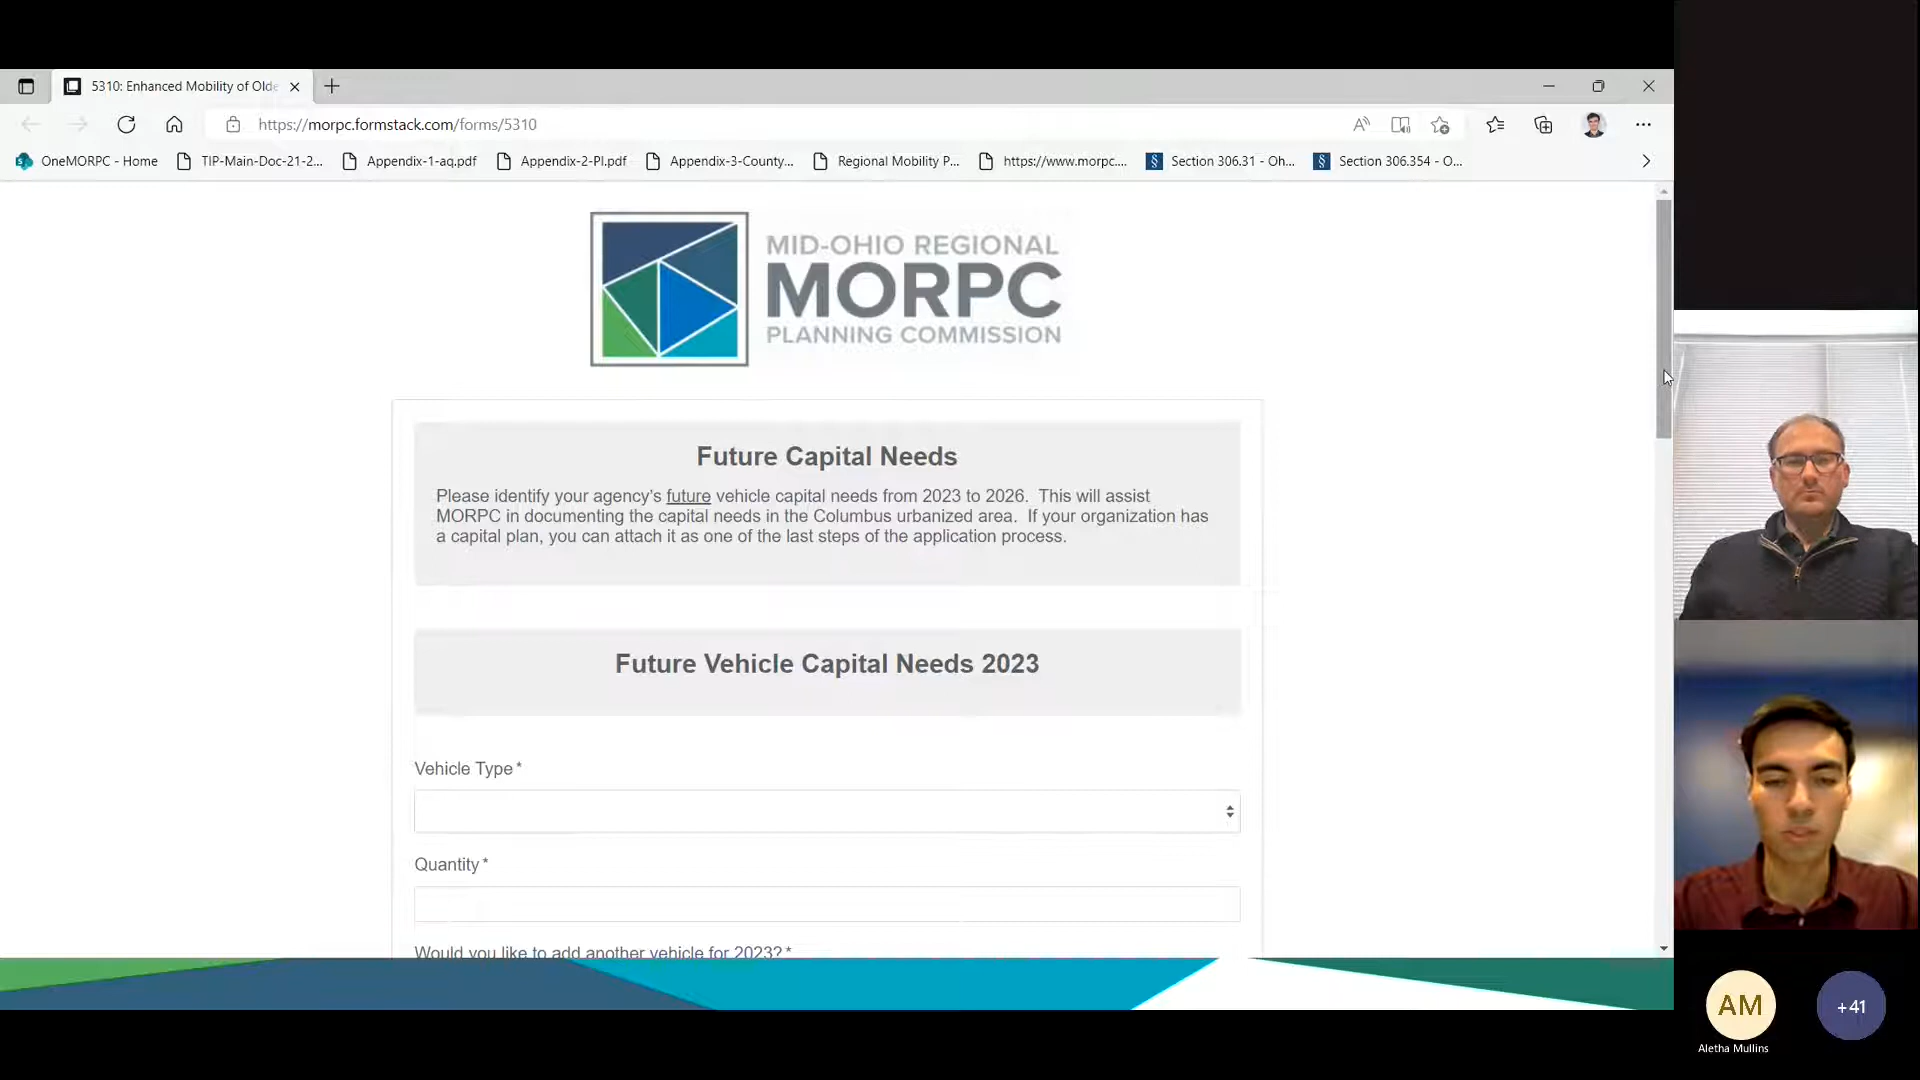 5310: Enhanced Mobility of Olde
https://morpc.formstack.com/forms/5310
OneMORPC - Home
TIP-Main-Doc-21-2...
Appendix-1-aq.pdf
Appendix-2-PI.pdf
Appendix-3-County...
Regional Mobility P...
https://www.morpc....
§ Section 306.31 - Oh...
§ Section 306.354 - O...
MID-OHIO REGIONAL
MORPC
PLANNING COMMISSION
Future Capital Needs
Please identify your agency's future vehicle capital needs from 2023 to 2026. This will assist
MORPC in documenting the capital needs in the Columbus urbanized area. If your organization has
a capital plan, you can attach it as one of the last steps of the application process.
Future Vehicle Capital Needs 2023
Vehicle Type*
Quantity*
Would you like to add another vehicle for 2023?*
AM
+41
Aletha Mullins